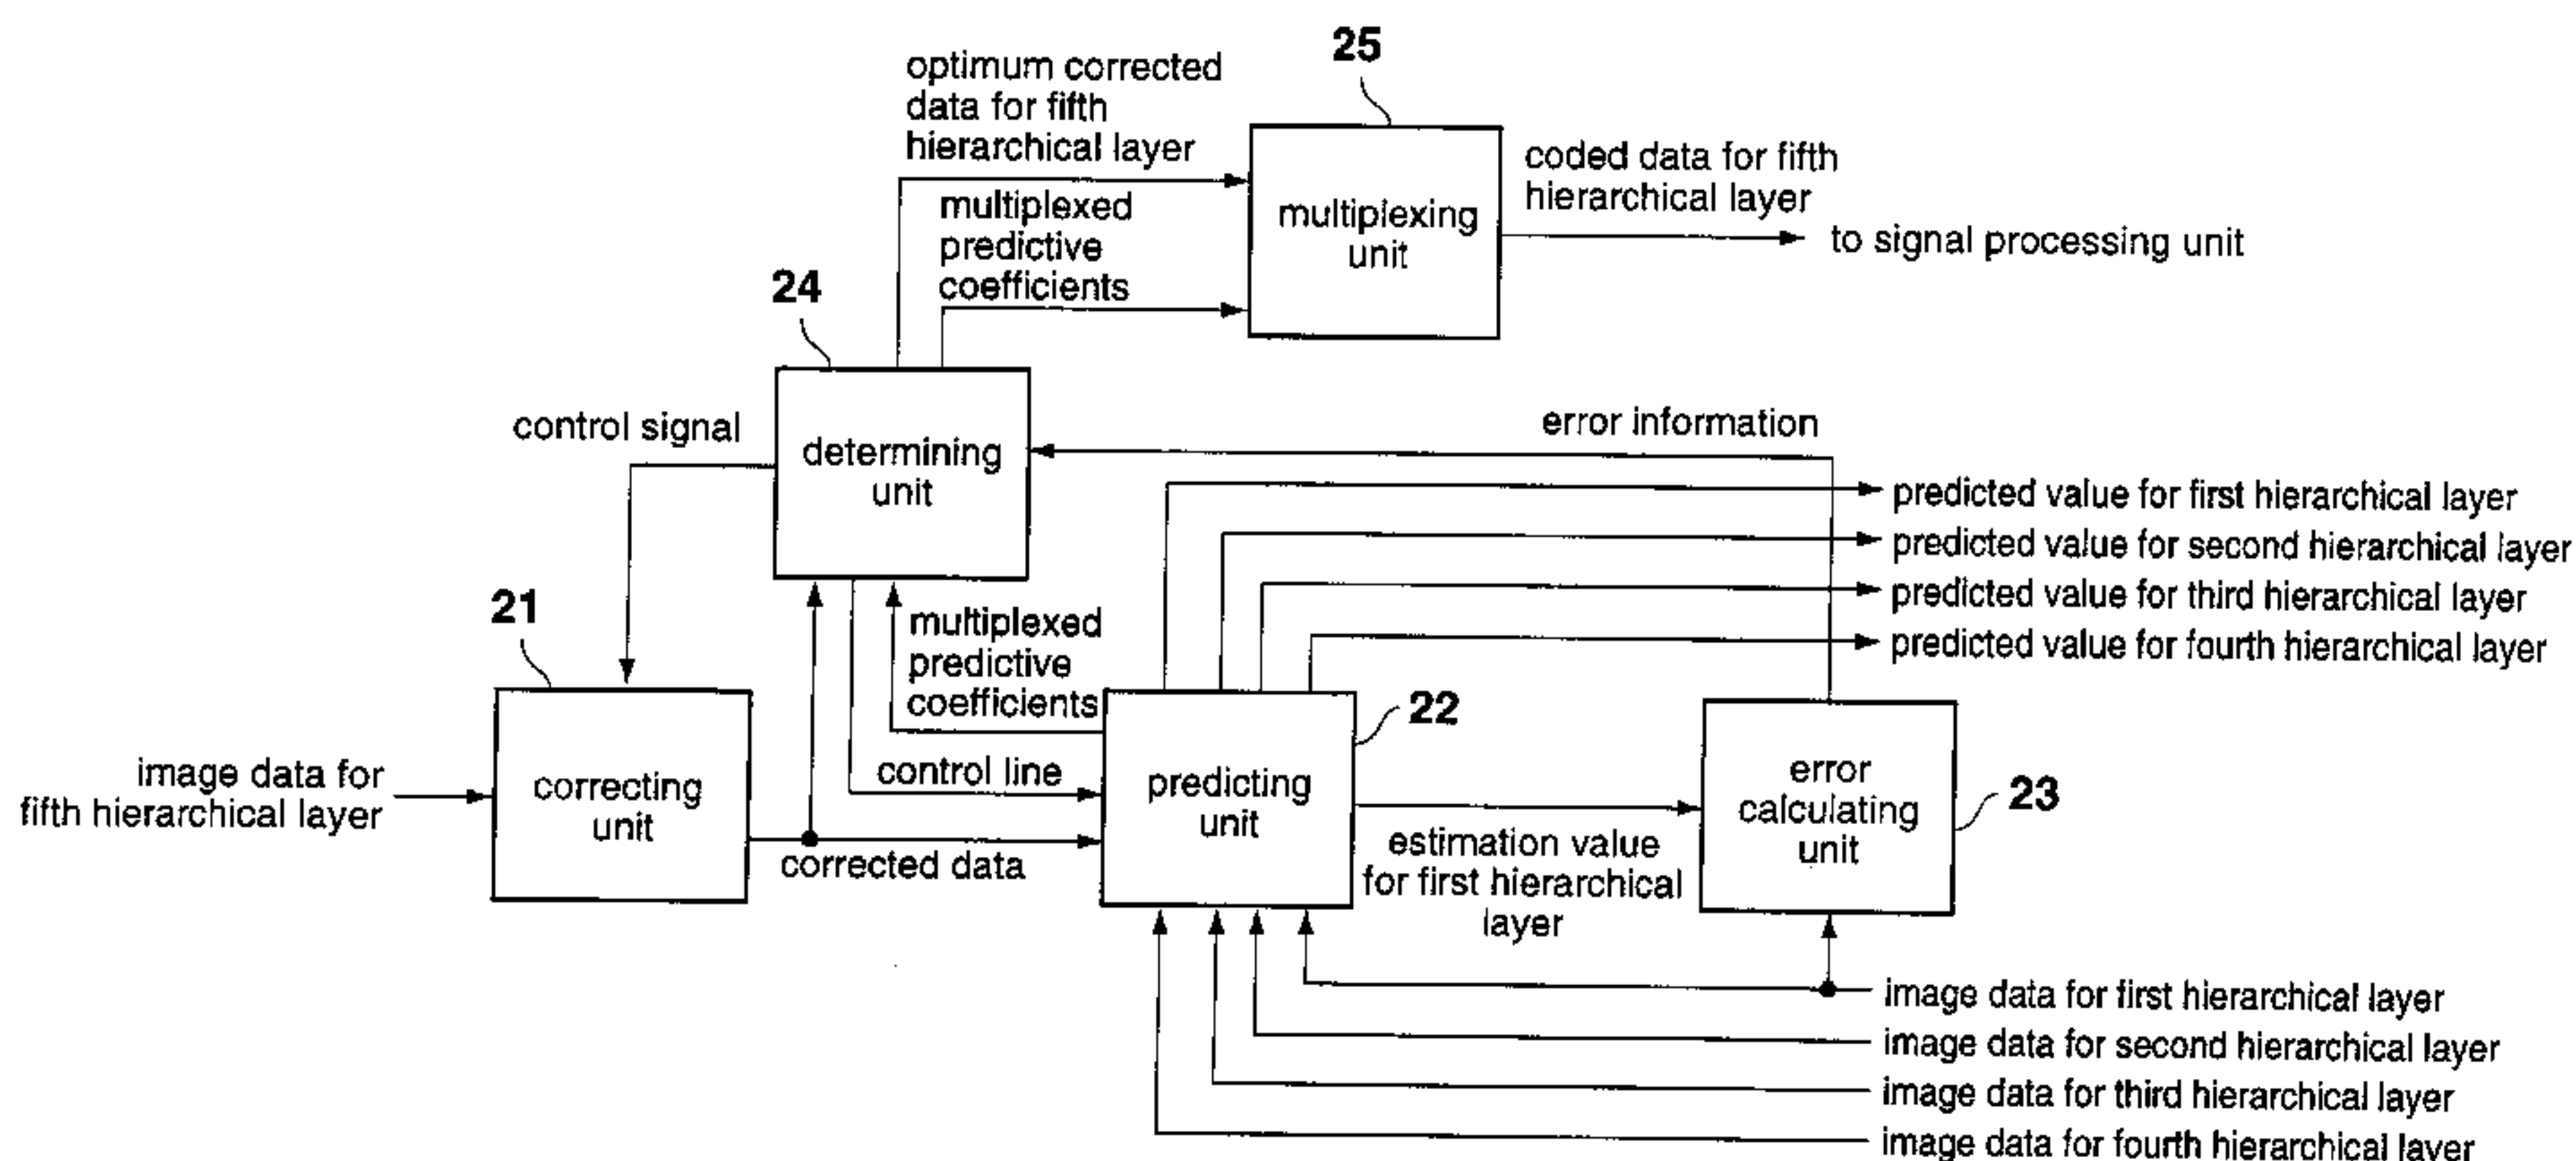 25
optimum corrected
data for fifth
hierarchical layer
multiplexing
unit
coded data for fifth
hierarchical layer
to signal processing unit
multiplexed
predictive
coefficients
24
determining
unit
control signal
error information
predicted value for first hierarchical layer
predicted value for second hierarchical layer
predicted value for third hierarchical layer
predicted value for fourth hierarchical layer
21
multiplexed
predictive
coefficients
22
image data for
fifth hierarchical layer
correcting
unit
control line
corrected data
predicting
unit
estimation value
for first hierarchical
layer
error
calculating
unit
23
image data for first hierarchical layer
image data for second hierarchical layer
image data for third hierarchical layer
image data for fourth hierarchical layer